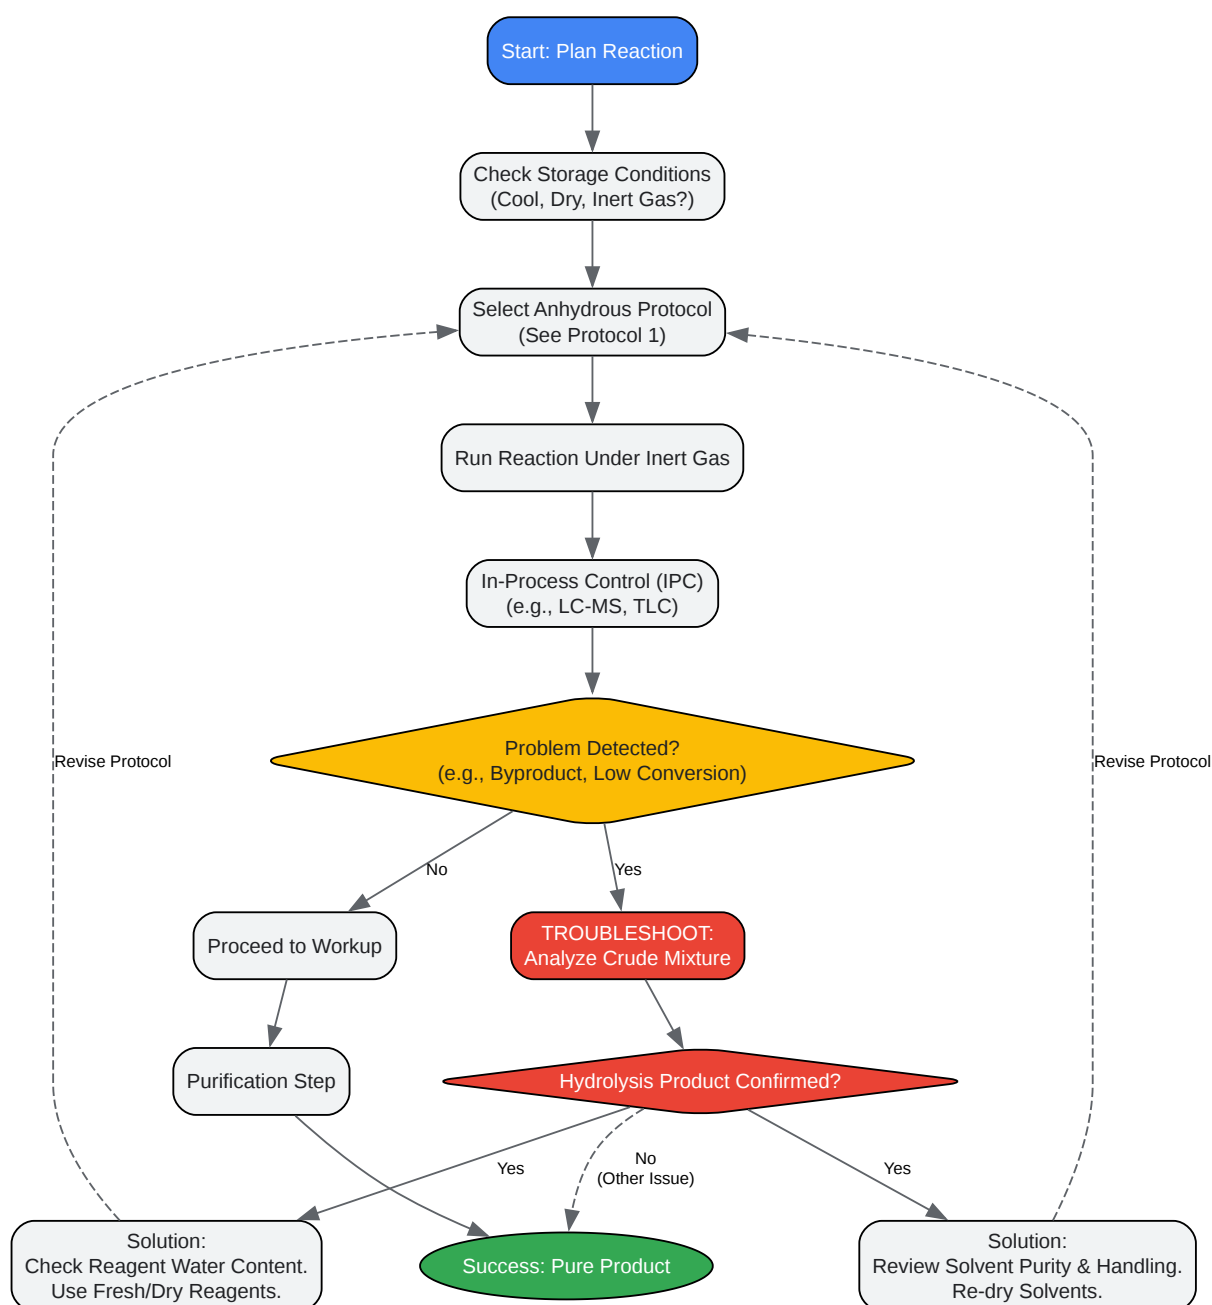 Start: Plan Reaction
Check Storage Conditions
(Cool, Dry, Inert Gas?)
Select Anhydrous Protocol
(See Protocol 1)
Run Reaction Under Inert Gas
In-Process Control (IPC)
(e.g., LC-MS, TLC)
Problem Detected?
(e.g., Byproduct, Low Conversion)
Revise Protocol
Revise Protocol
No
Yes
Proceed to Workup
TROUBLESHOOT:
Analyze Crude Mixture
Purification Step
Hydrolysis Product Confirmed?
Yes
No
(Other Issue)
Yes
Solution:
Check Reagent Water Content.
Use Fresh/Dry Reagents.
Success: Pure Product
Solution:
Review Solvent Purity & Handling.
Re-dry Solvents.